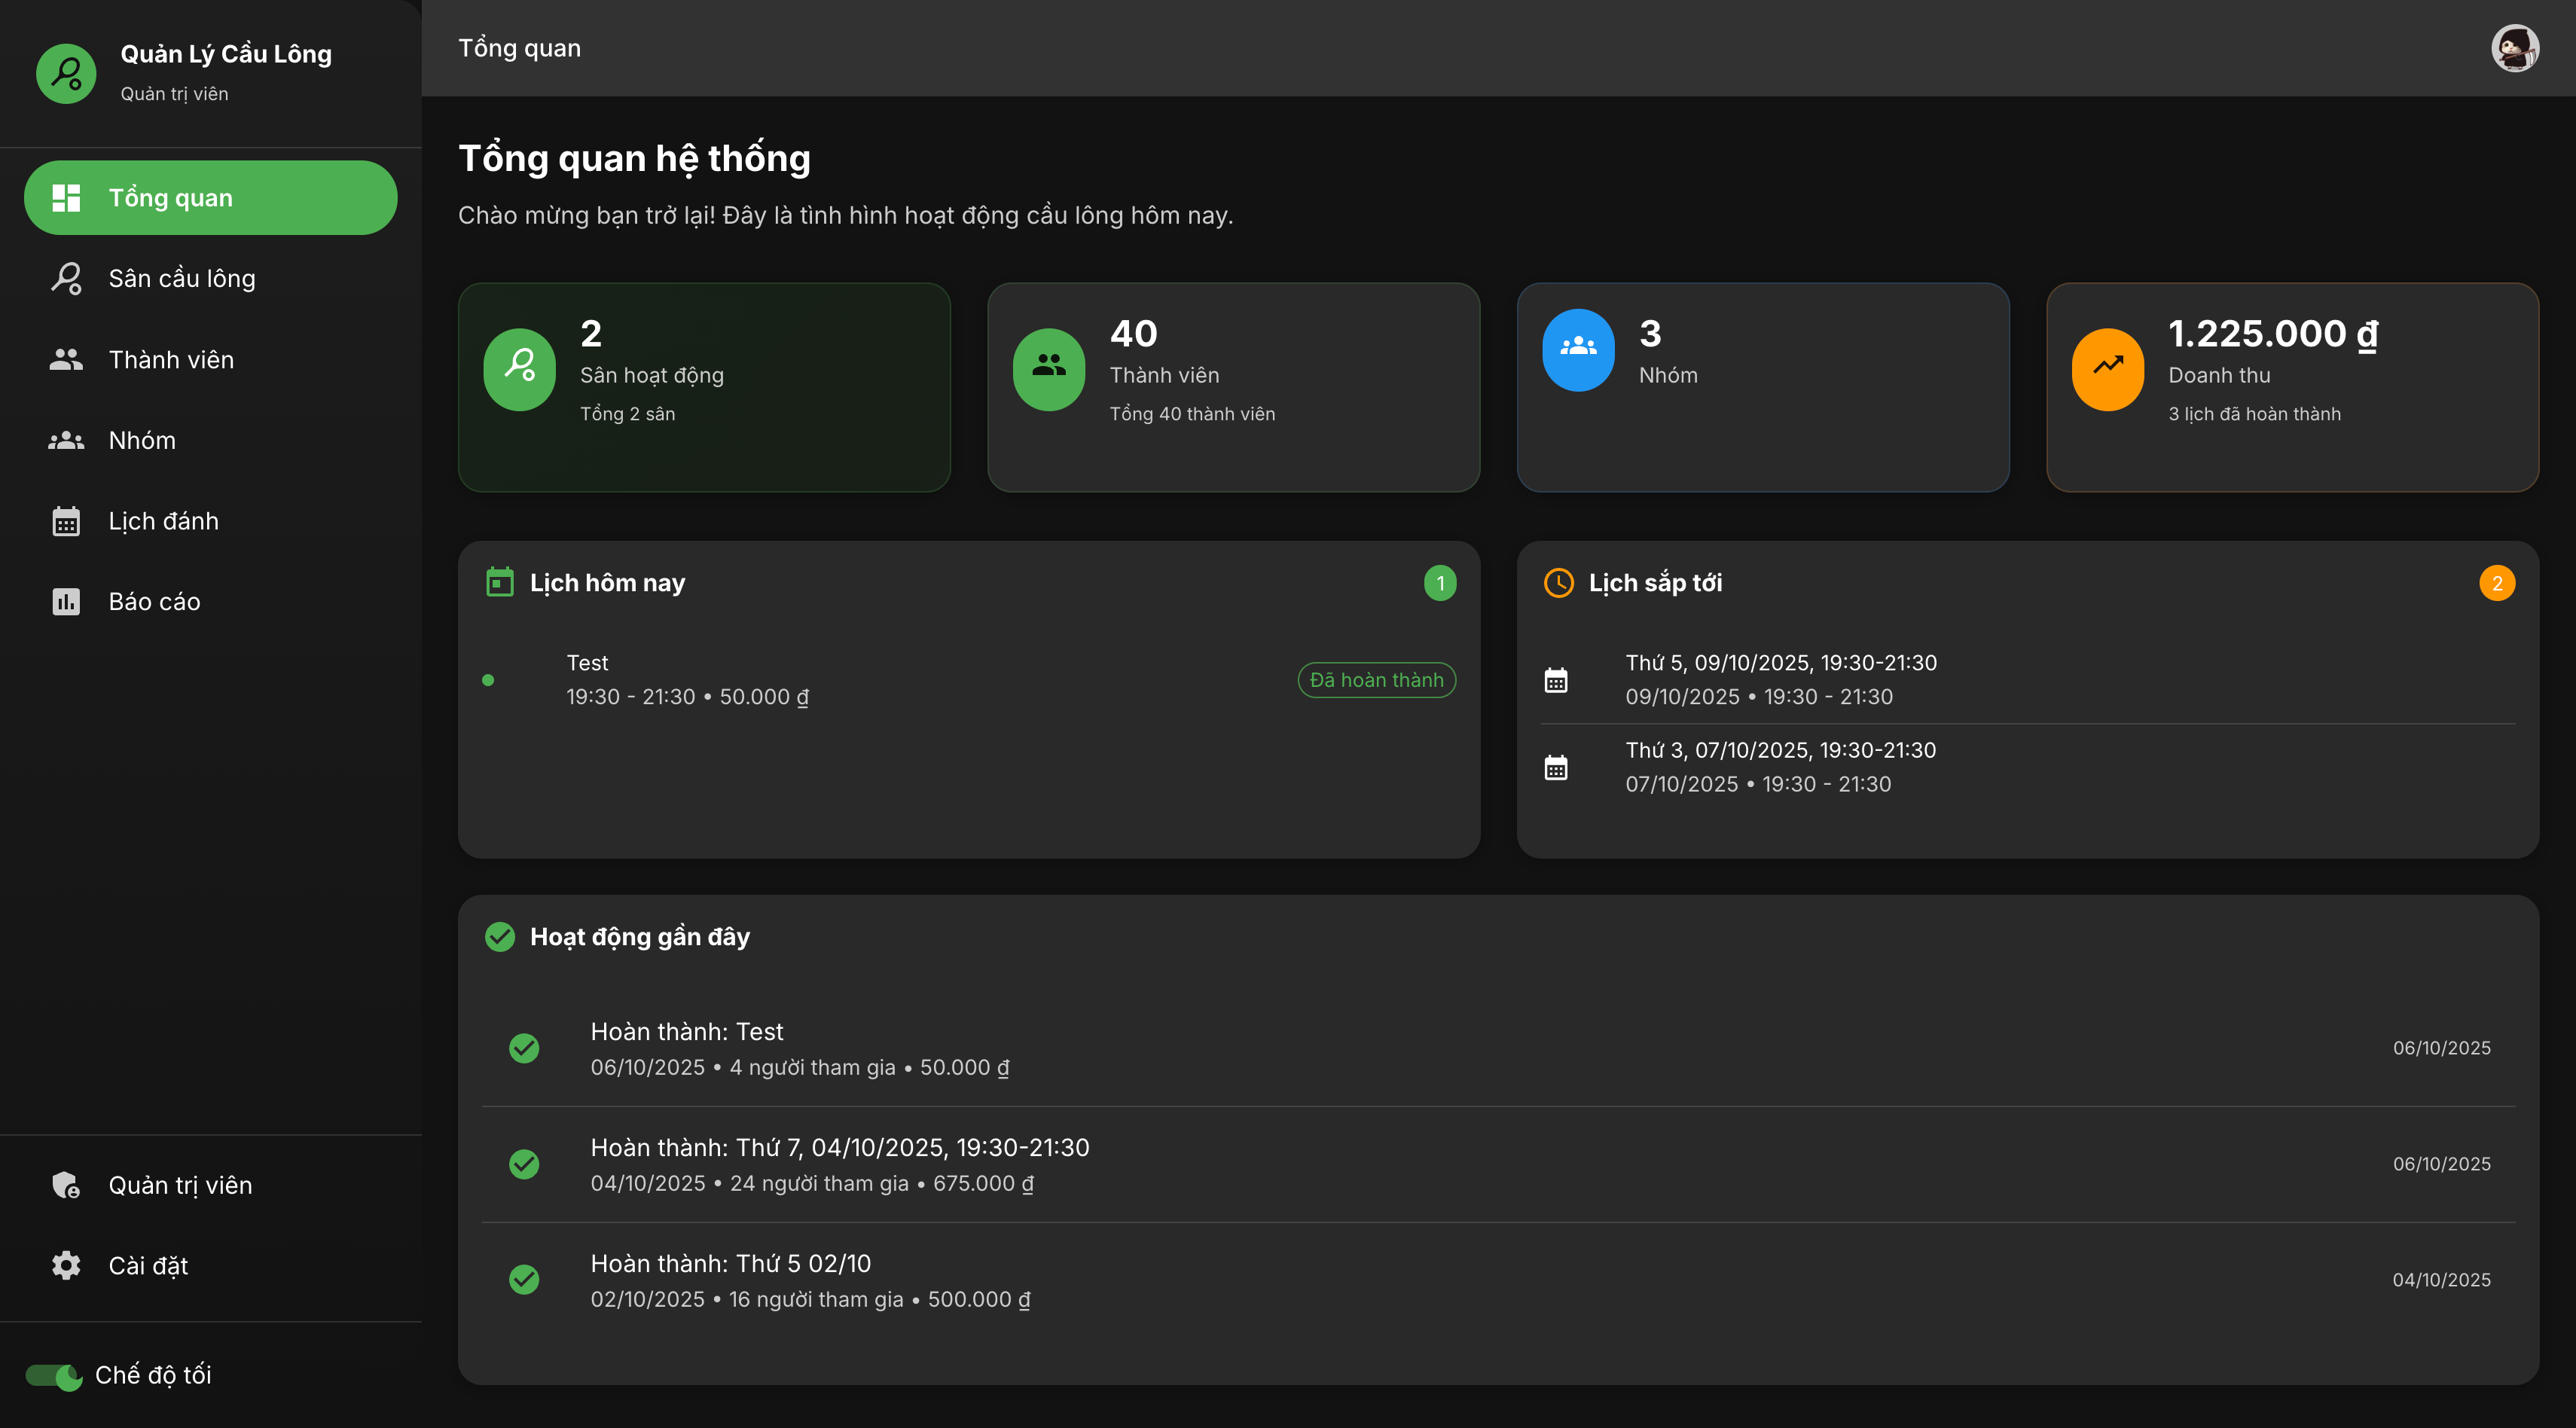 Quản Lý Cầu Lông
Quản trị viên
Tổng quan
Sân cầu lông
Thành viên
Nhóm
Lịch đánh
Báo cáo
Quản trị viên
Cài đặt
Chế độ tối
Tổng quan
Tổng quan hệ thống
Chào mừng bạn trở lại! Đây là tình hình hoạt động cầu lông hôm nay.
2
Sân hoạt động
Tổng 2 sân
40
Thành viên
Tổng 40 thành viên
3
Nhóm
1.225.000 ₫
Doanh thu
3 lịch đã hoàn thành
Lịch hôm nay
1
Test
19:30 - 21:30 • 50.000 ₫
Đã hoàn thành
Lịch sắp tới
2
Thứ 5, 09/10/2025, 19:30-21:30
09/10/2025 • 19:30 - 21:30
Thứ 3, 07/10/2025, 19:30-21:30
07/10/2025 • 19:30 - 21:30
Hoạt động gần đây
Hoàn thành: Test
06/10/2025 • 4 người tham gia • 50.000 ₫
06/10/2025
Hoàn thành: Thứ 7, 04/10/2025, 19:30-21:30
04/10/2025 • 24 người tham gia • 675.000 ₫
06/10/2025
Hoàn thành: Thứ 5 02/10
02/10/2025 • 16 người tham gia • 500.000 ₫
04/10/2025